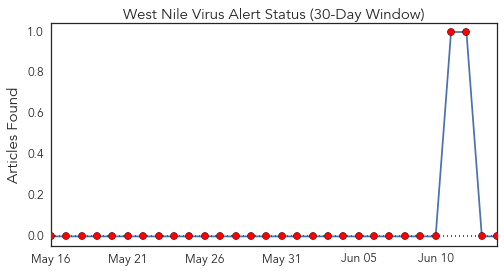 West Nile Virus Alert Status (30-Day Window)
Articles Found
1.0
0.8
0.6
0.4
0.2
0.0
May 16 May 21 May 26 May 31 Jun 05 Jun 10